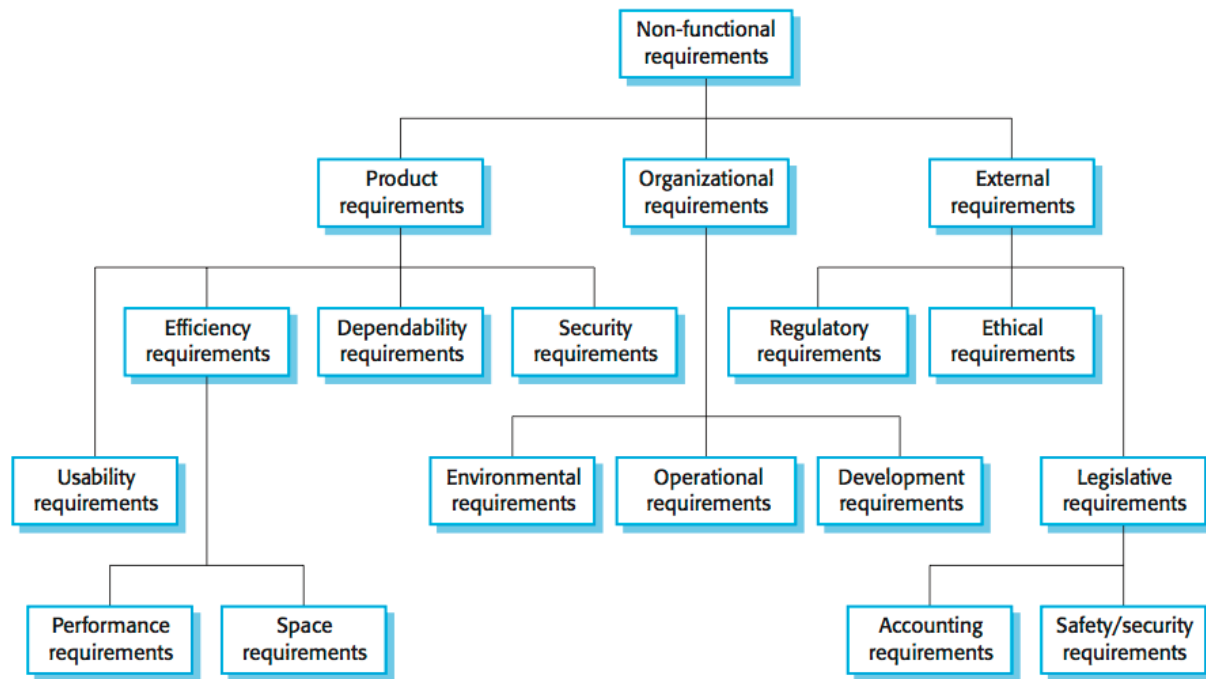 Non-functional
requirements
Product
requirements
Organizational
requirements
External
requirements
Efficiency
requirements
Dependability
requirements
Security
requirements
Regulatory
requirements
Ethical
requirements
Usability
requirements
Environmental
requirements
Operational
requirements
Development
requirements
Legislative
requirements
Performance
requirements
Space
requirements
Accounting
requirements
Safety/security
requirements